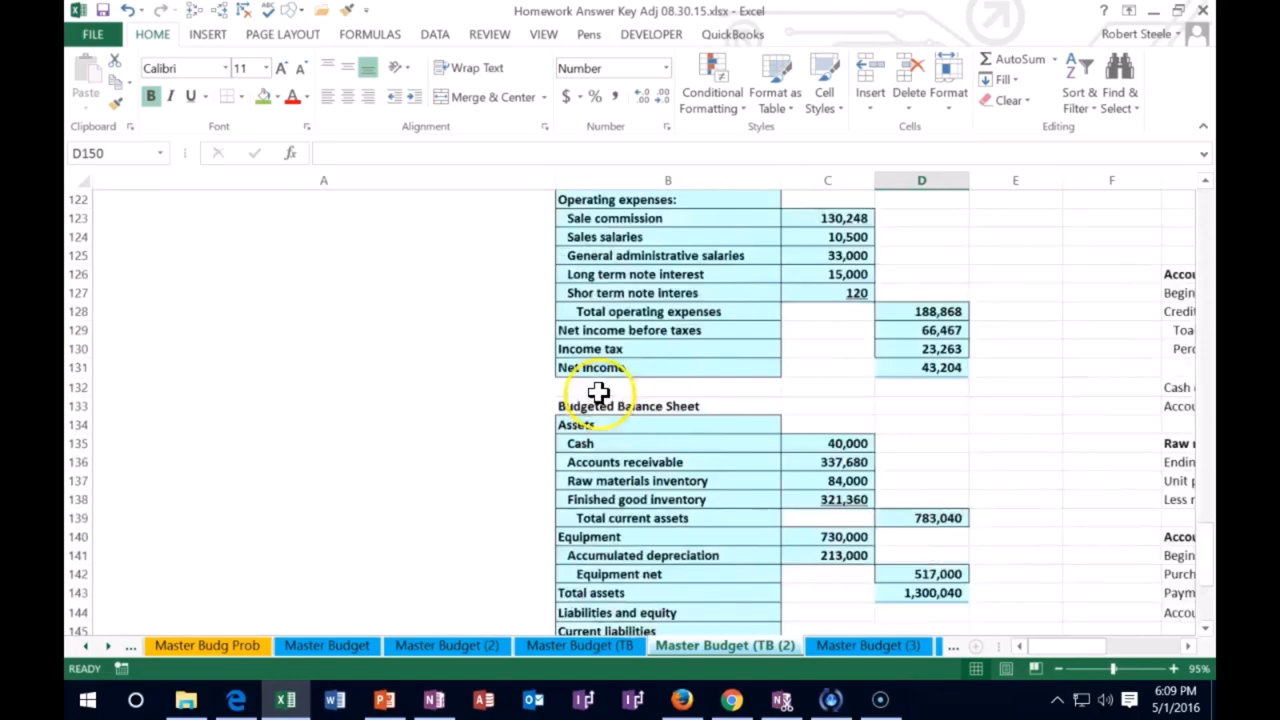 Homework Answer Key Adj 08.30.15.xlsx - Excel
?
FILE HOME INSERT PAGE LAYOUT FORMULAS DATA REVIEW VIEW Pens DEVELOPER QuickBooks Robert Steele
Paste
Calibri 11
Wrap Text
Number
Conditional Formatting
Format as Table
Cell Styles
Insert Delete Format
AutoSum
Fill
Clear
Sort & Filter
Find & Select
B I U A
Merge & Center
$ % ,
Clipboard Font Alignment Number Styles Cells Editing
D150 fx
A B C D E F
122 Operating expenses:
123 Sale commission 130,248
124 Sales salaries 10,500
125 General administrative salaries 33,000
126 Long term note interest 15,000 Accou
127 Shor term note interes 120 Begin
128 Total operating expenses 188,868 Credi
129 Net income before taxes 66,467 Toa
130 Income tax 23,263 Perc
131 Net income 43,204
132 Cash
133 Budgeted Balance Sheet Accou
134 Assets
135 Cash 40,000 Raw
136 Accounts receivable 337,680 Endin
137 Raw materials inventory 84,000 Unit p
138 Finished good inventory 321,360 Less
139 Total current assets 783,040
140 Equipment 730,000 Accou
141 Accumulated depreciation 213,000 Begin
142 Equipment net 517,000 Purch
143 Total assets 1,300,040 Paym
144 Liabilities and equity Accou
145 Current liabilities
... Master Budg Prob Master Budget Master Budget (2) Master Budget (TB Master Budget (TB (2) Master Budget (3) ...
READY 95%
6:09 PM
5/1/2016